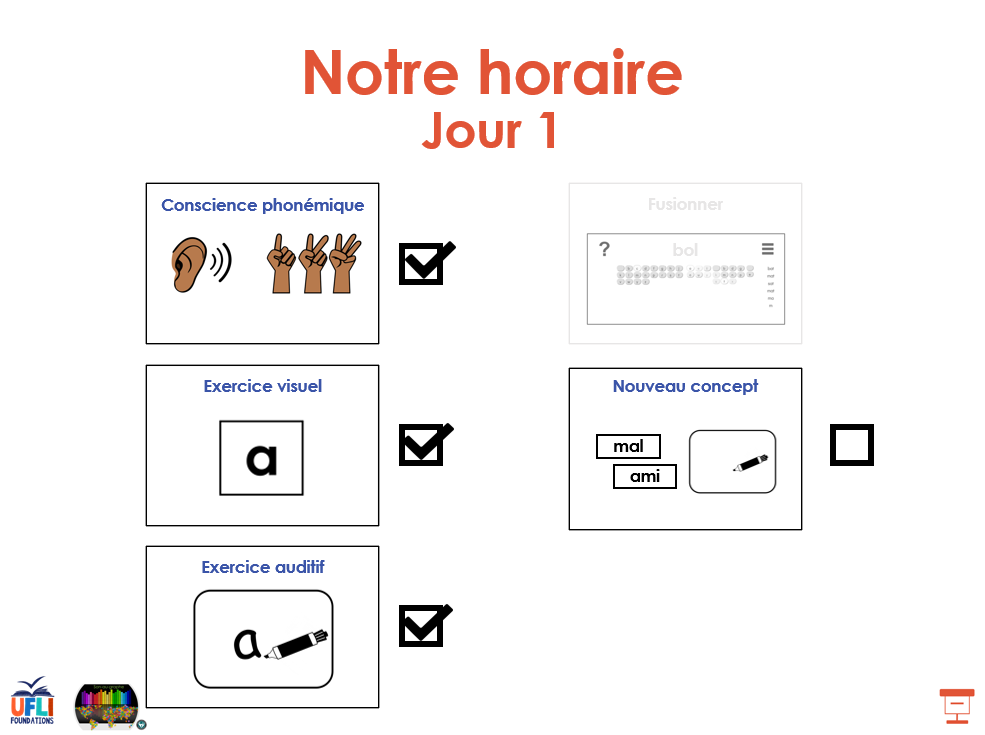 Notre horaire
Jour 1
Conscience phonémique
Exercice visuel
a
Exercice auditif
a
Fusionner
?
bol
Nouveau concept
mal
ami
UFLI
FOUNDATIONS